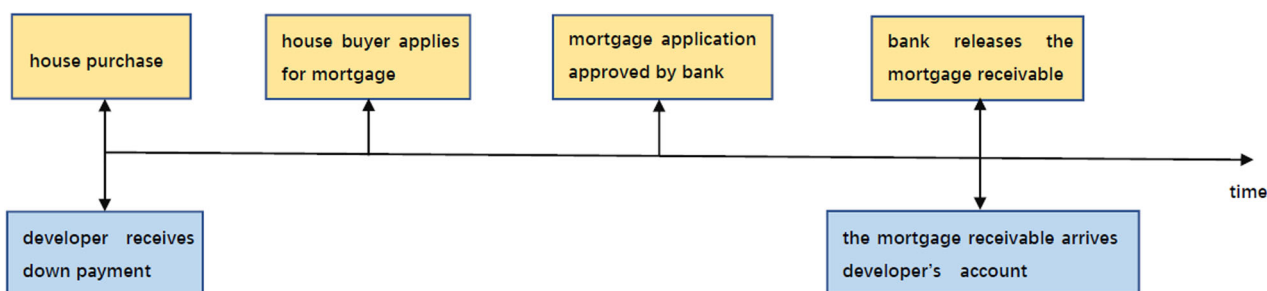 house purchase
house buyer applies
for mortgage
mortgage application
approved by bank
bank releases the
mortgage receivable
time
developer receives
down payment
the mortgage receivable arrives
developer's account